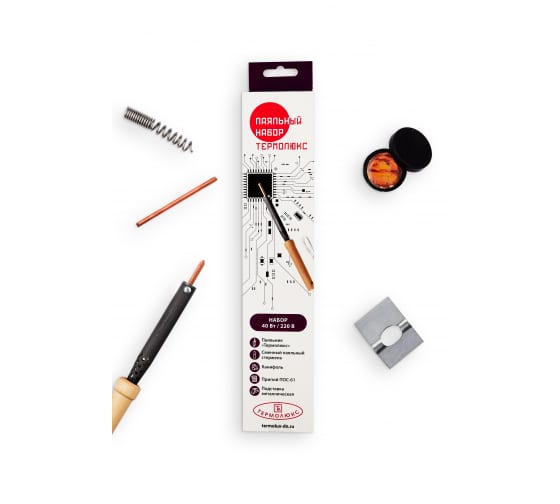 ПАЯЛЬНЫЙ
НАБОР
ТЕРМОЛЮКС
НАБОР
40 Вт / 220 В
Паяльник
«Термолюкс»
Сменный паяльный
стержень
Канифоль
Припой ПОС-61
Подставка
металлическая
ТЕРМОЛЮКС
termolux-db.ru